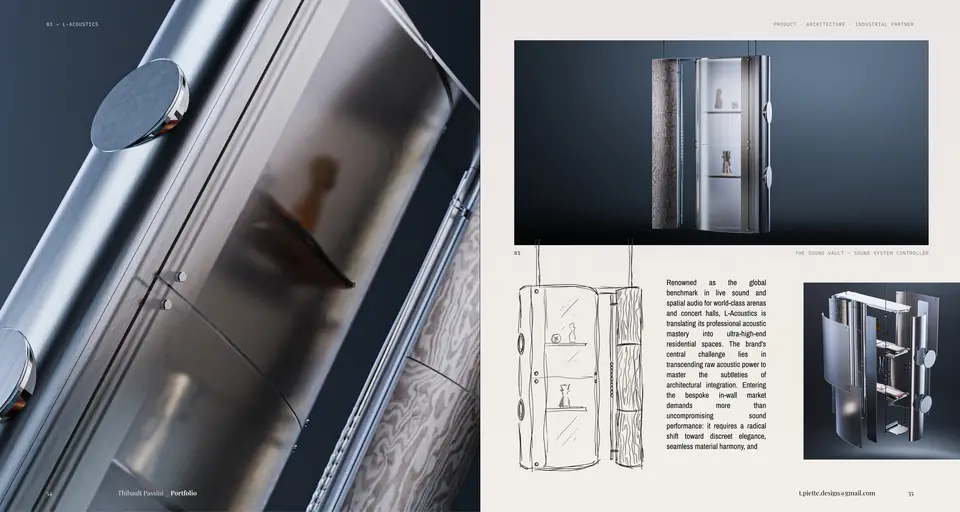 03 — L-ACOUSTICS
PRODUCT · ARCHITECTURE · INDUSTRIAL PARTNER
01
THE SOUND VAULT — SOUND SYSTEM CONTROLLER
Renowned as the global
benchmark in live sound and
spatial audio for world-class arenas
and concert halls, L-Acoustics is
translating its professional acoustic
mastery into ultra-high-end
residential spaces. The brand's
central challenge lies in
transcending raw acoustic power to
master the subtleties of
architectural integration. Entering
the bespoke in-wall market
demands more than
uncompromising sound
performance: it requires a radical
shift toward discreet elegance,
seamless material harmony, and
54
Thibault Passini _ Portfolio
t.piette.design@gmail.com
55